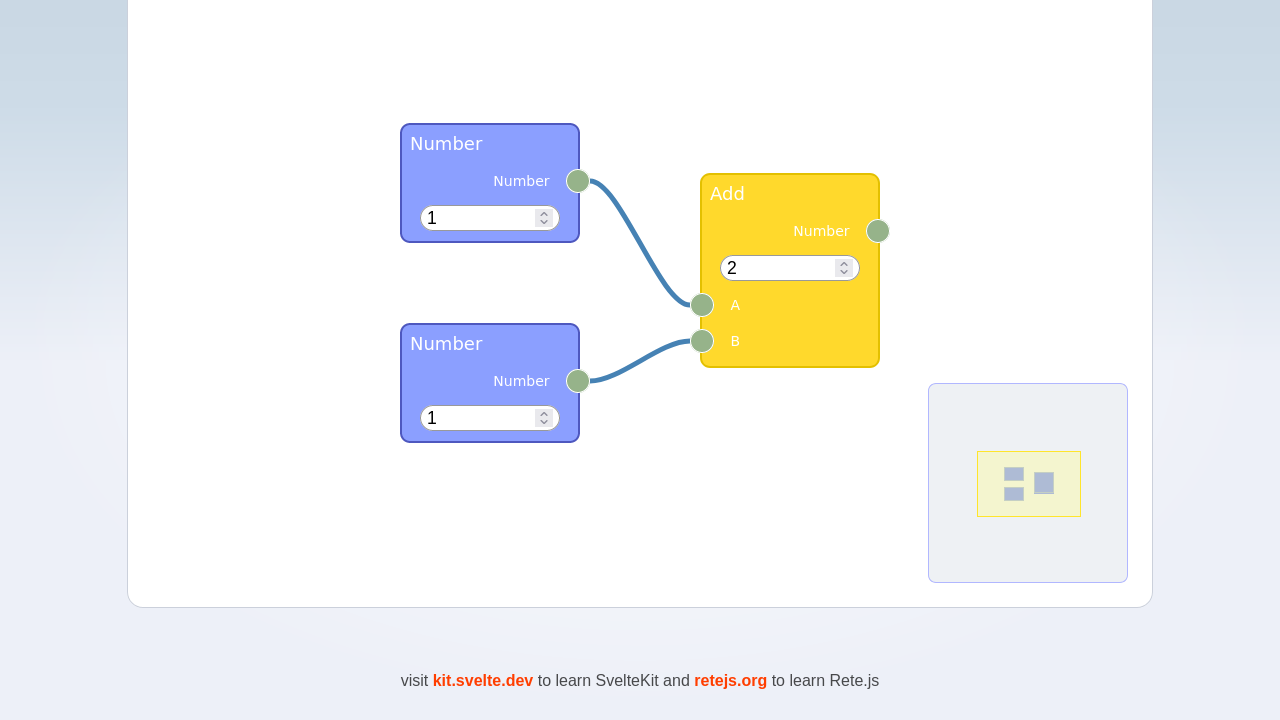 Number
Number
1
Add
Number
2
A
B
Number
Number
1
visit kit.svelte.dev to learn SvelteKit and retejs.org to learn Rete.js